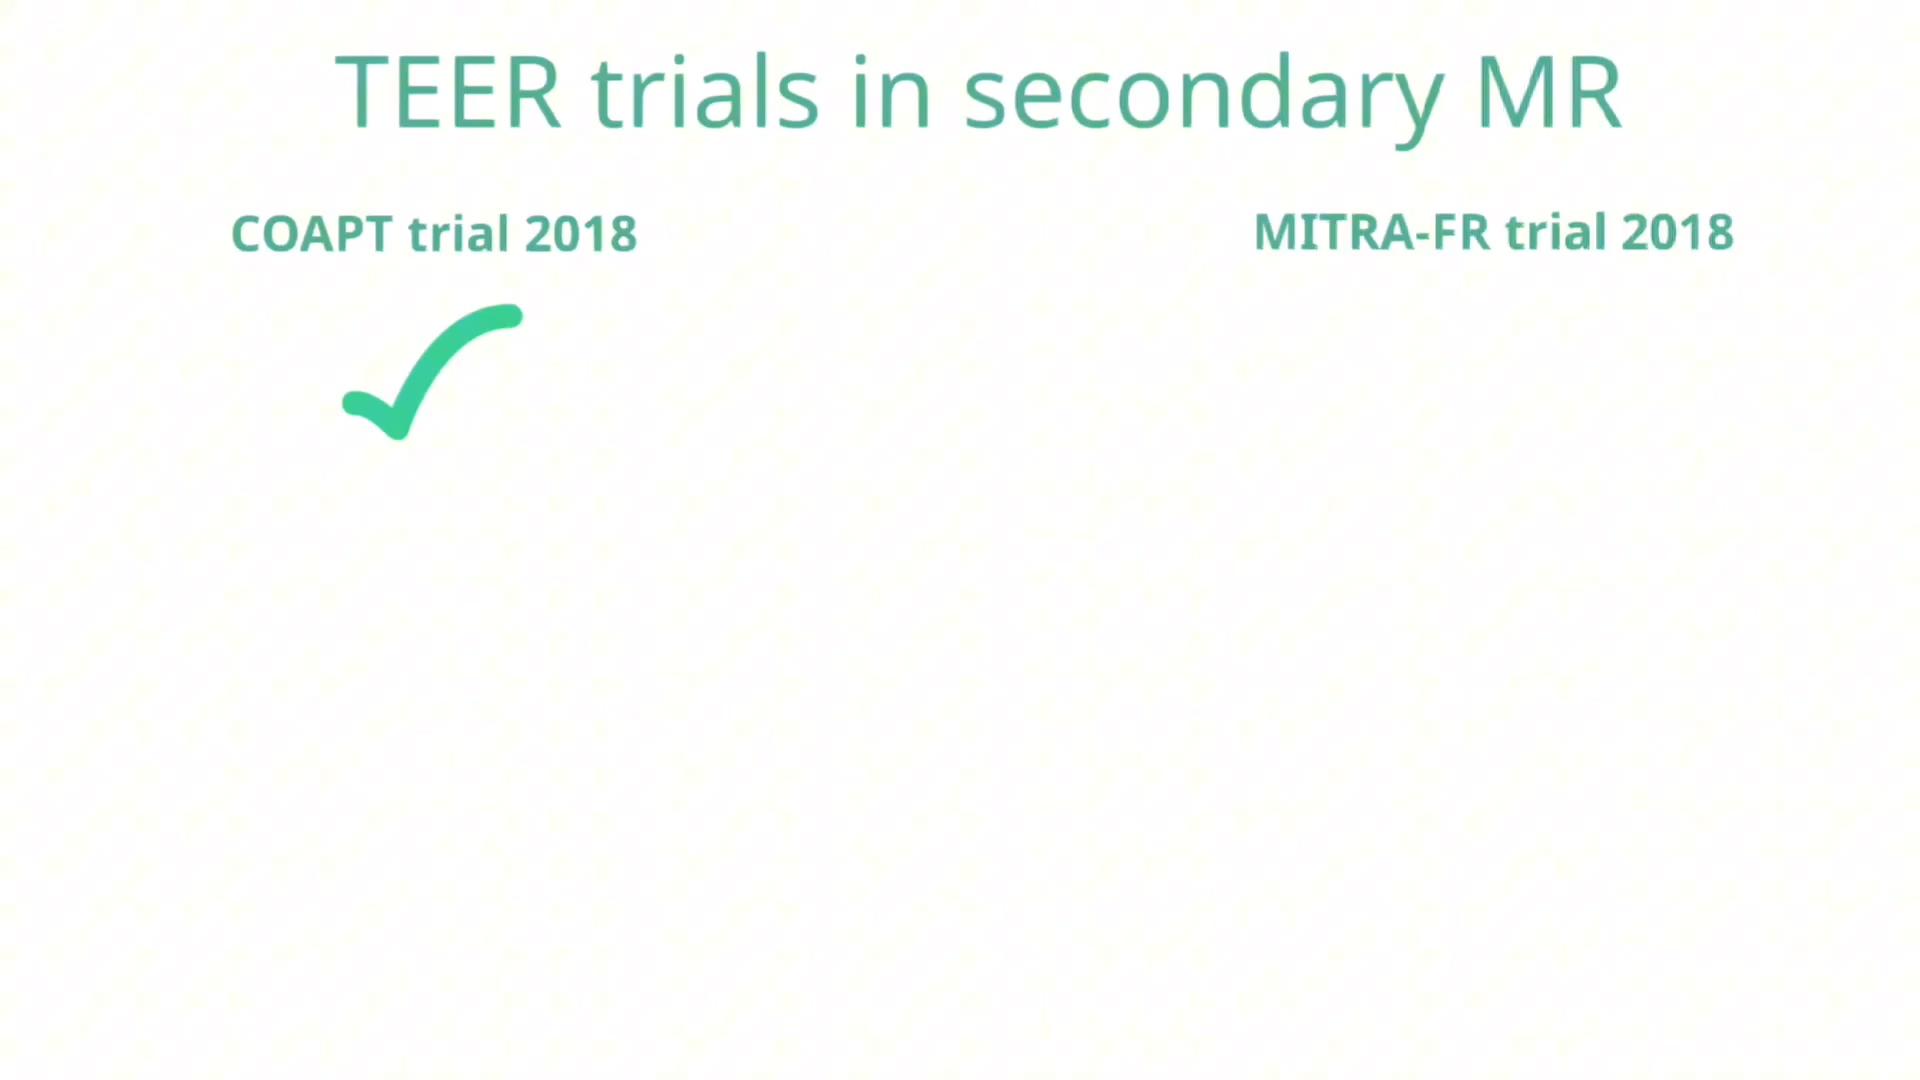 TEER trials in secondary MR
COAPT trial 2018
MITRA-FR trial 2018